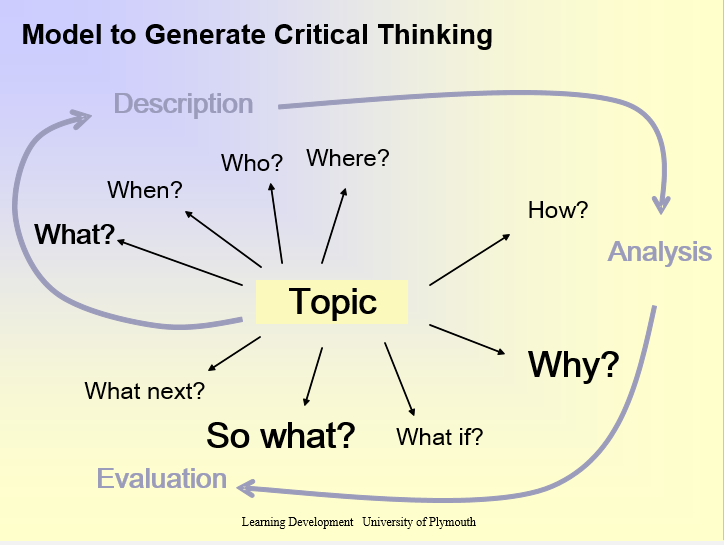 Model to Generate Critical Thinking
Description
Who? Where?
When?
How?
What?
Analysis
Topic
Why?
What next?
So what?
What if?
Evaluation
Learning Development University of Plymouth